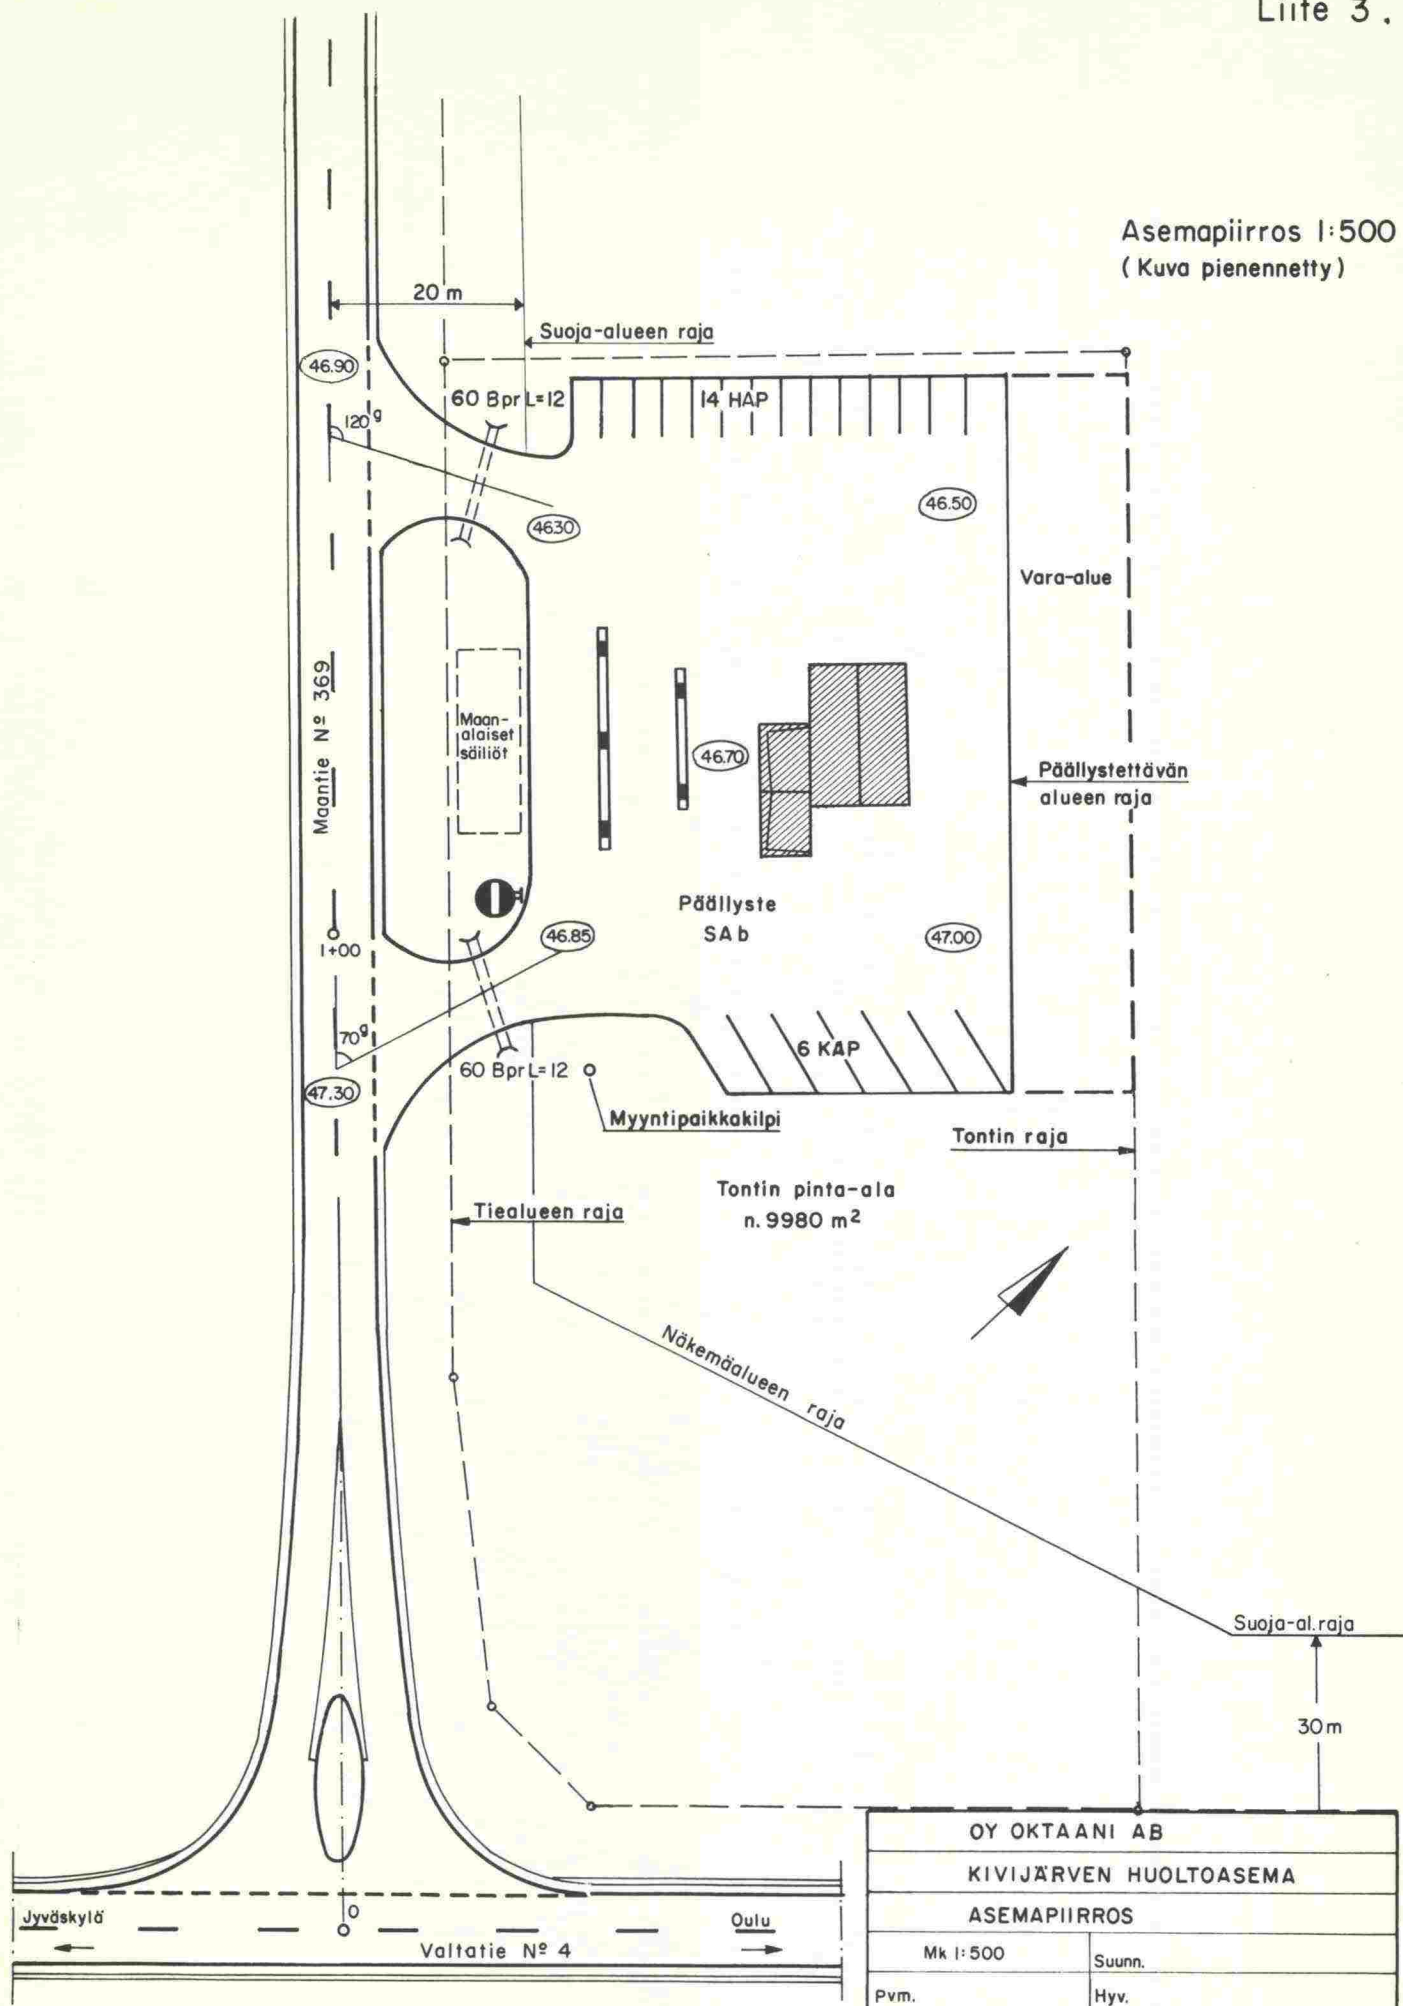 Liite 3.
Asemapiirros 1:500
(Kuva pienennetty)
20 m
Suoja-alueen raja
46.90
60 Bpr L=12
14 HAP
120g
46.50
4630
Vara-alue
Maantie Nº 369
Maan-
alaiset
säiliöt
46.70
Päällystettävän
alueen raja
Päällyste
SAb
46.85
47.00
1+00
70g
6 KAP
60 Bpr L=12
47.30
Myyntipaikkakilpi
Tontin raja
Tontin pinta-ala
n. 9980 m²
Tiealueen raja
Näkemäalueen raja
Suoja-al. raja
30 m
OY OKTAANI AB
KIVIJÄRVEN HUOLTOASEMA
ASEMAPIIRROS
Mk 1:500
Suunn.
Pvm.
Hyv.
Jyväskylä
0
Oulu
Valtatie Nº 4